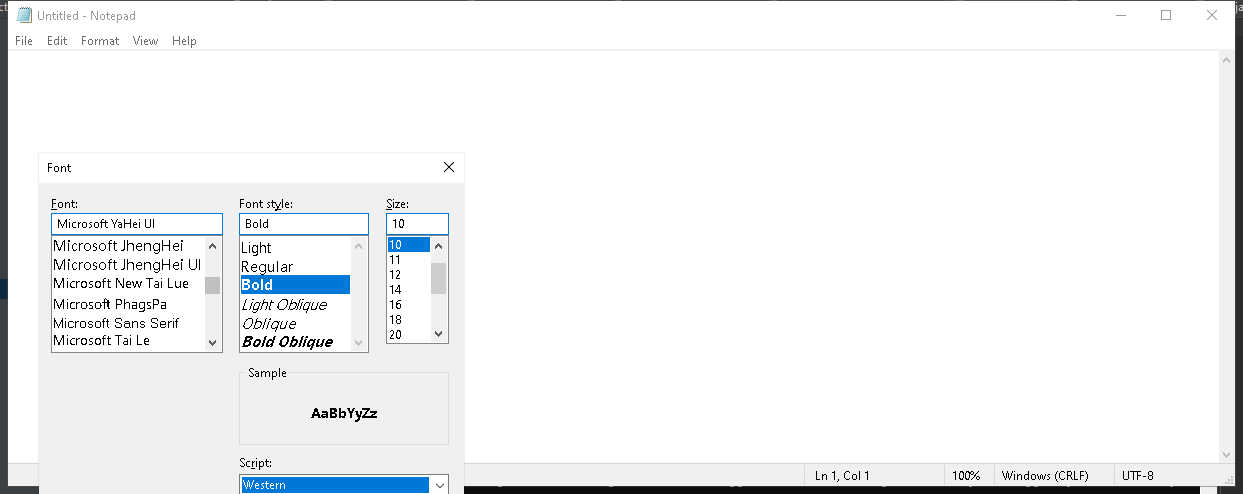 Untitled - Notepad
File Edit Format View Help
Font
Font: Font style: Size:
Microsoft YaHei UI Bold 10
Microsoft JhengHei Light 10
Microsoft JhengHei UI Regular 11
Microsoft New Tai Lue Bold 12
Microsoft PhagsPa Light Oblique 14
Microsoft Sans Serif Oblique 16
Microsoft Tai Le Bold Oblique 18
20
Sample
AaBbYyZz
Script:
Western
Ln 1, Col 1 100% Windows (CRLF) UTF-8